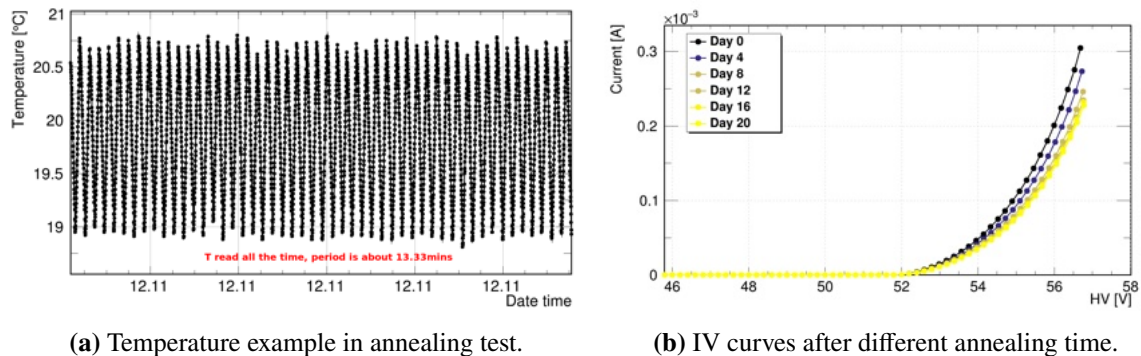 Temperature [°C]
21
20.5
20
19.5
19
T read all the time, period is about 13.33mins
12.11 12.11 12.11 12.11 12.11
Date time
(a) Temperature example in annealing test.
×10⁻³
Current [A]
0.3
0.2
0.1
0
Day 0
Day 4
Day 8
Day 12
Day 16
Day 20
46 48 50 52 54 56 58
HV [V]
(b) IV curves after different annealing time.